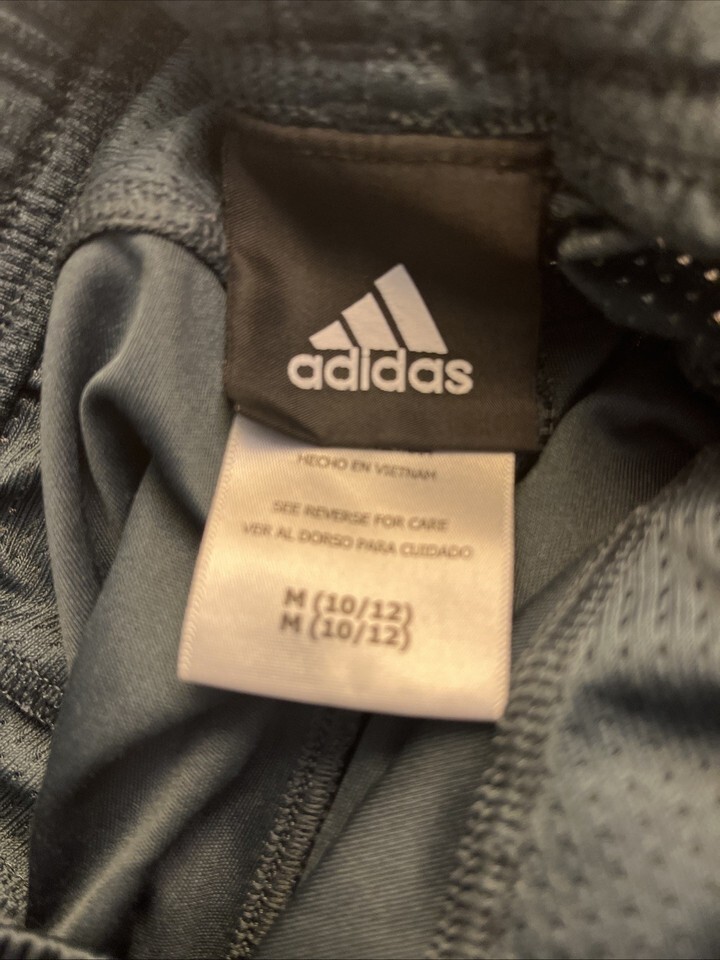 adidas
HECHO EN VIETNAM
SEE REVERSE FOR CARE
VER AL DORSO PARA CUIDADO
M (10/12)
M (10/12)